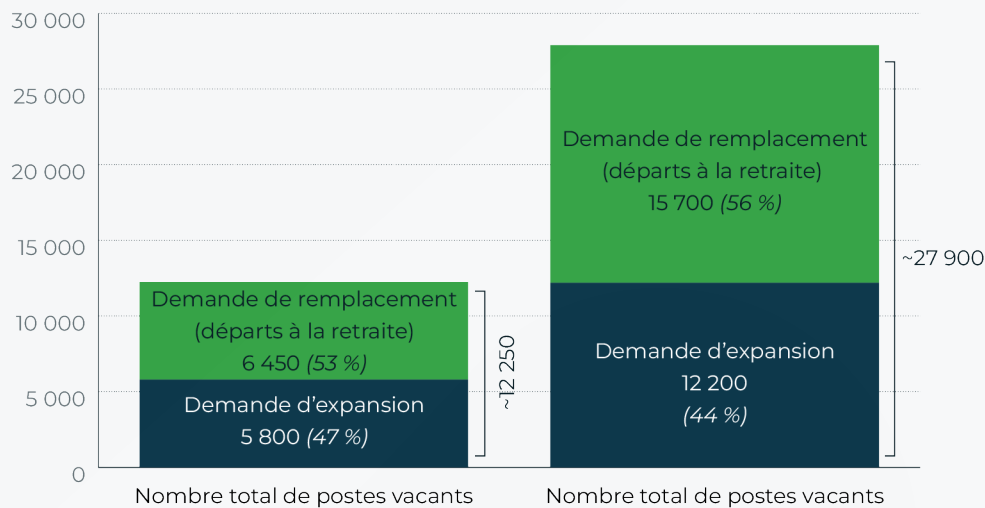 30 000
25 000
20 000
15 000
10 000
5 000
0
Demande de remplacement
(départs à la retraite)
6 450 (53 %)
Demande d'expansion
5 800 (47 %)
~12 250
Demande de remplacement
(départs à la retraite)
15 700 (56 %)
Demande d'expansion
12 200
(44 %)
~27 900
Nombre total de postes vacants
Nombre total de postes vacants